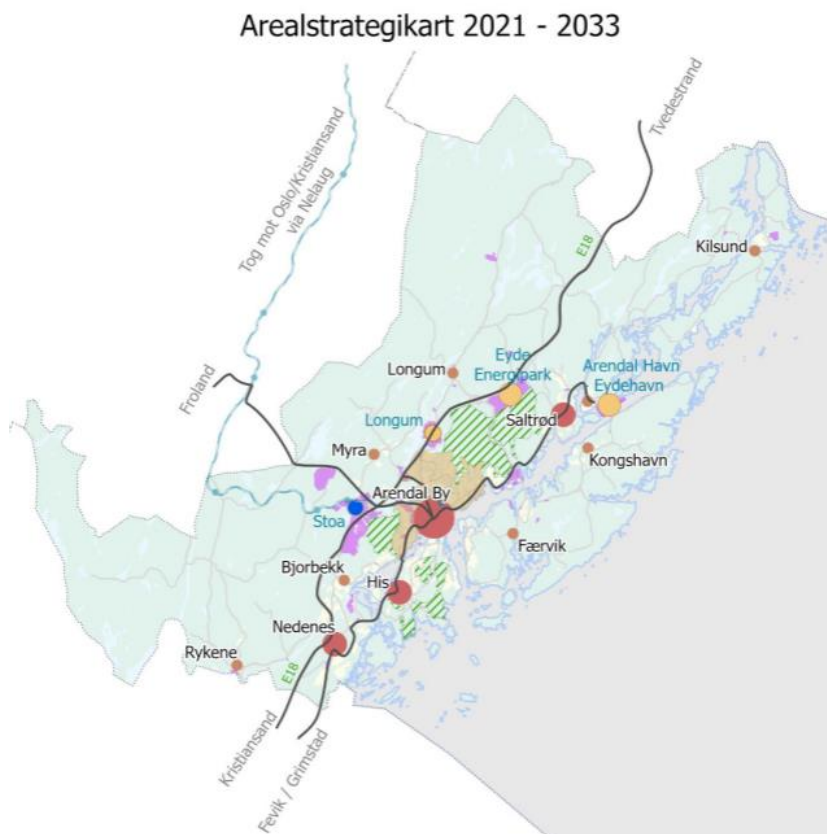 Arealstrategikart 2021 - 2033
Tvedestrand
Tog mot Oslo/Kristiansand
via Nelaug
E18
Kilsund
Froland
Longum
Eyde
Energipark
Arendal Havn
Eydehavn
Longum
Saltrød
Myra
Kongshavn
Arendal By
Stoa
Færvik
Bjorbekk
His
Nedenes
Rykene
E18
Kristiansand
Fevik / Grimstad